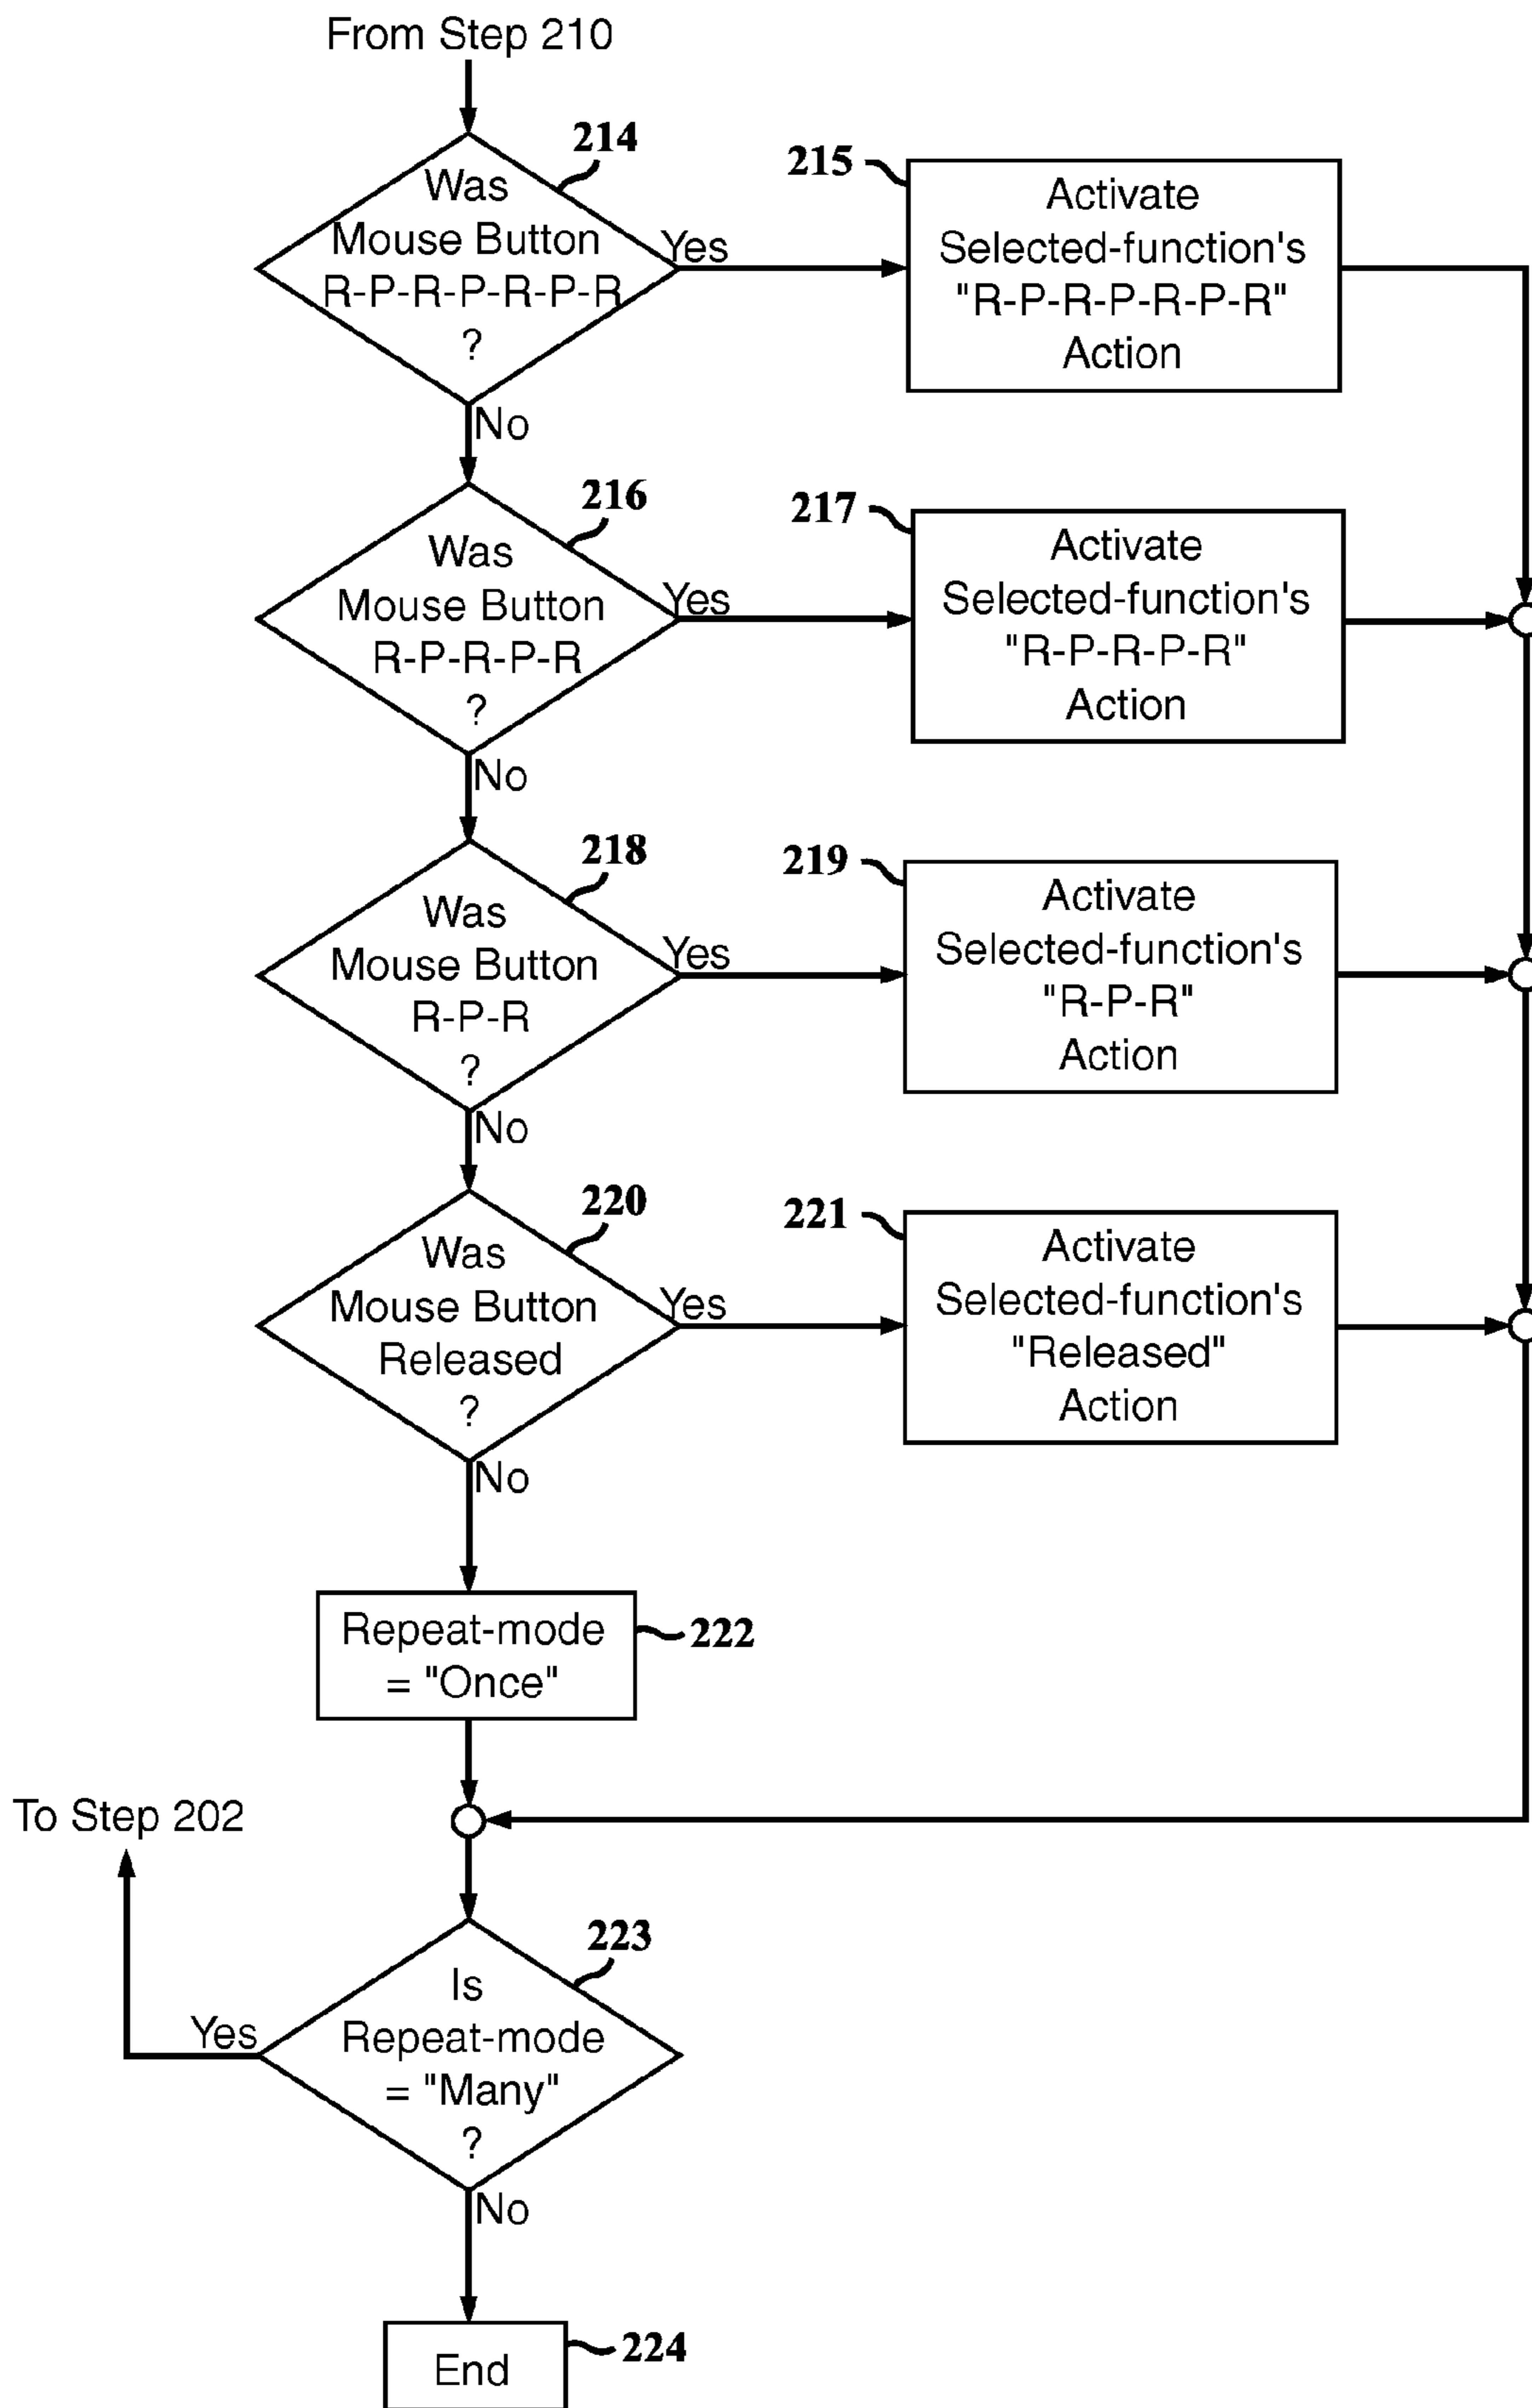 From Step 210
214
Was
Mouse Button
R-P-R-P-R-P-R
?
Yes
No
215
Activate
Selected-function's
"R-P-R-P-R-P-R"
Action
216
Was
Mouse Button
R-P-R-P-R
?
Yes
No
217
Activate
Selected-function's
"R-P-R-P-R"
Action
218
Was
Mouse Button
R-P-R
?
Yes
No
219
Activate
Selected-function's
"R-P-R"
Action
220
Was
Mouse Button
Released
?
Yes
No
221
Activate
Selected-function's
"Released"
Action
Repeat-mode
= "Once"
222
To Step 202
223
Is
Repeat-mode
= "Many"
?
Yes
No
End
224